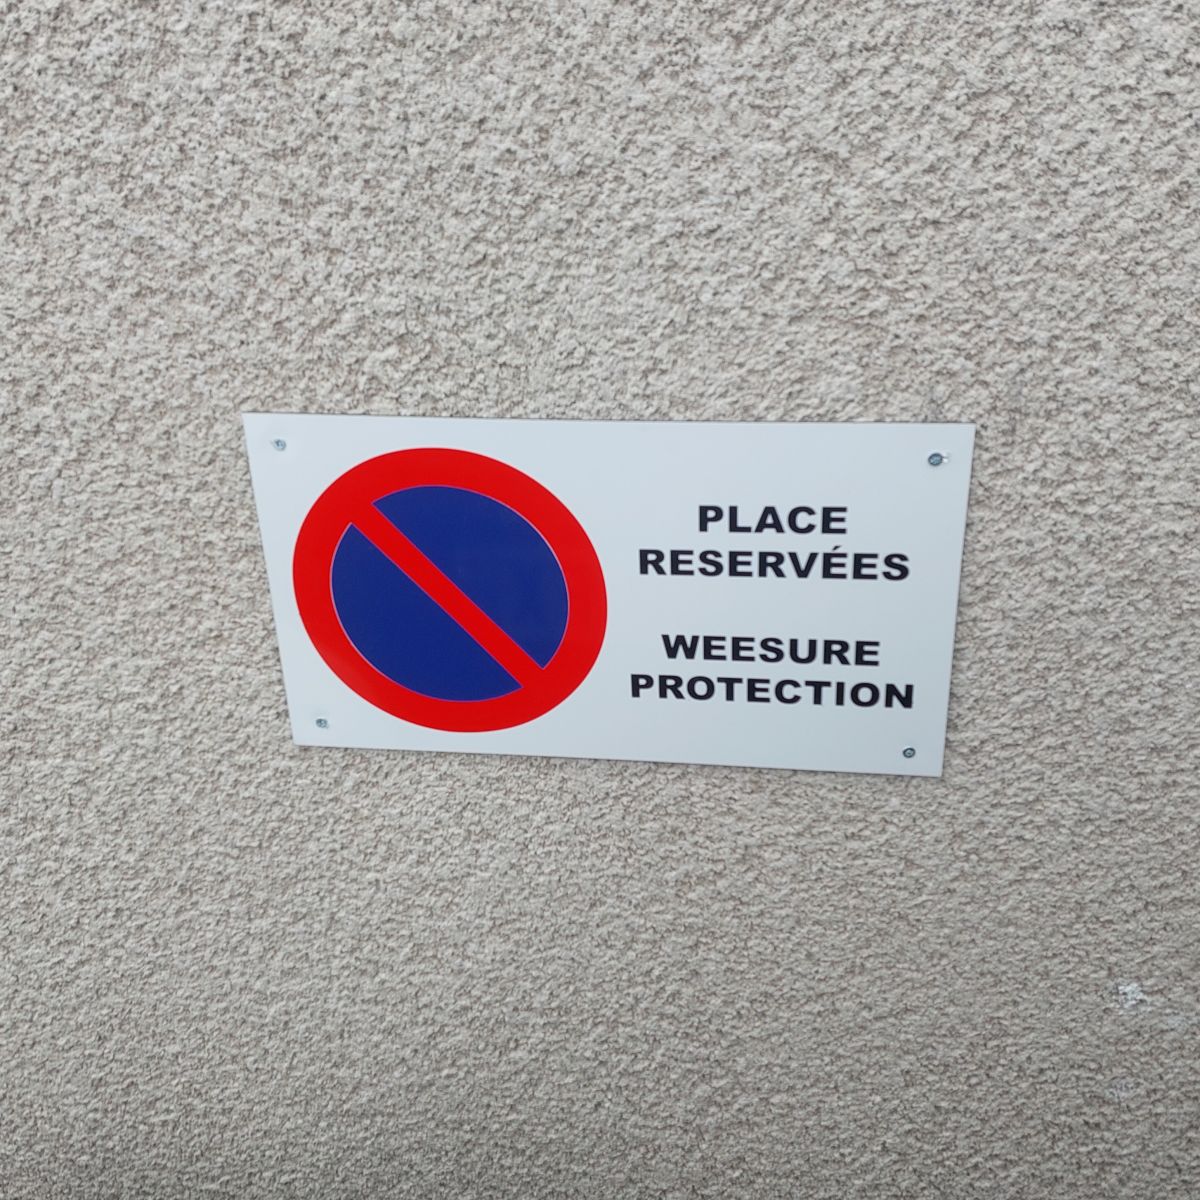 PLACE
RESERVÉES
WEESURE
PROTECTION